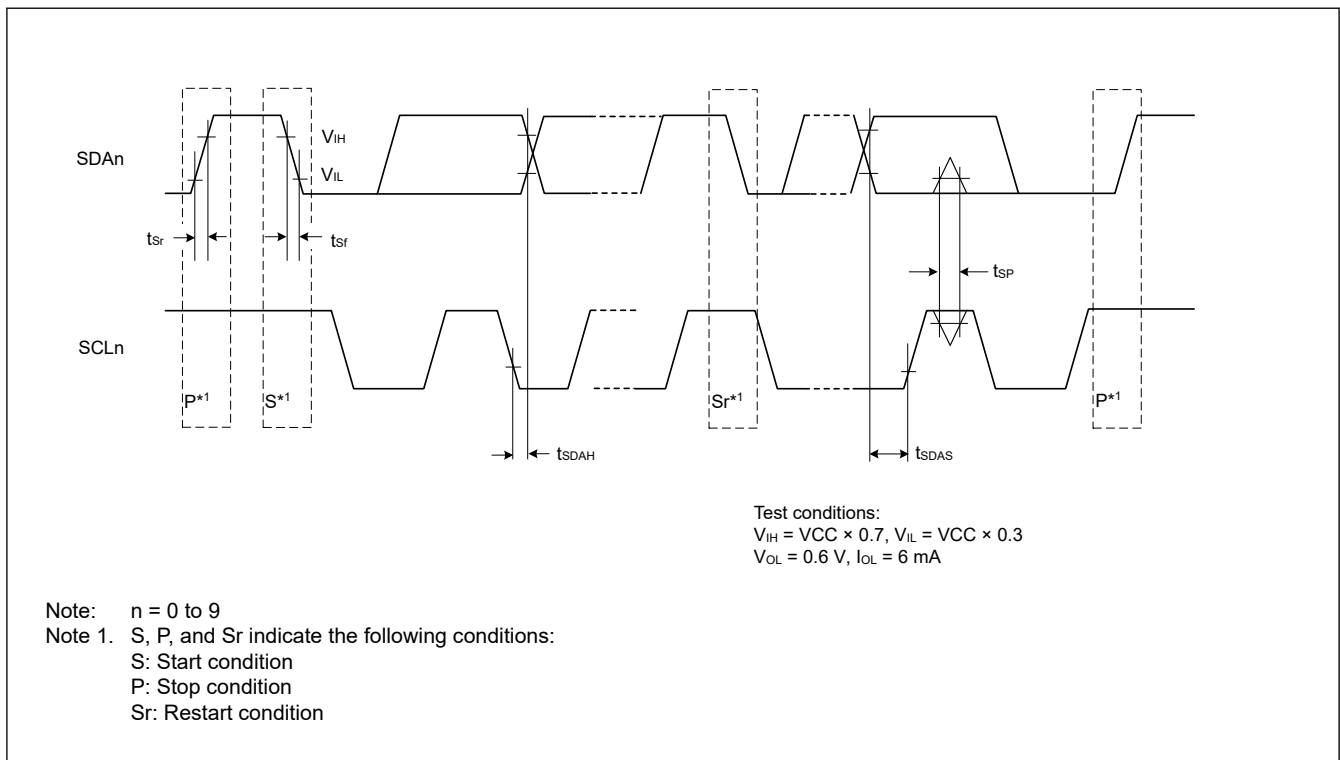 SDAn
VIH
VIL
tSr
tSf
tSP
SCLn
P*1
S*1
Sr*1
P*1
tSDAH
tSDAS
Test conditions:
VIH = VCC × 0.7, VIL = VCC × 0.3
VOL = 0.6 V, IOL = 6 mA
Note: n = 0 to 9
Note 1. S, P, and Sr indicate the following conditions:
S: Start condition
P: Stop condition
Sr: Restart condition